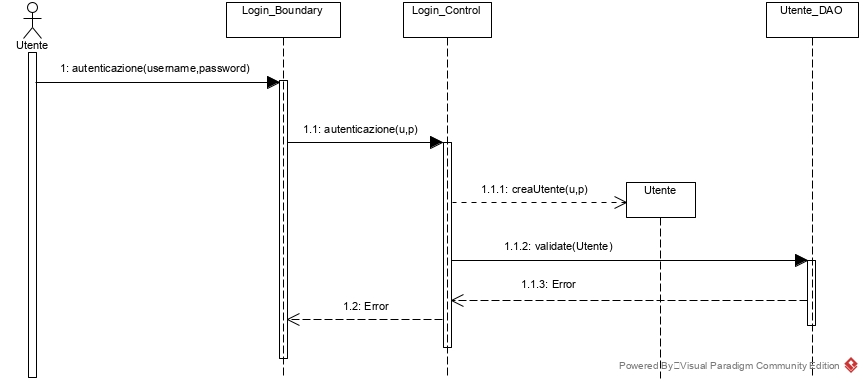 Login_Boundary
Login_Control
Utente_DAO
Utente
1: autenticazione(username,password)
1.1: autenticazione(u,p)
1.1.1: creaUtente(u,p)
Utente
1.1.2: validate(Utente)
1.1.3: Error
1.2: Error
Powered By Visual Paradigm Community Edition